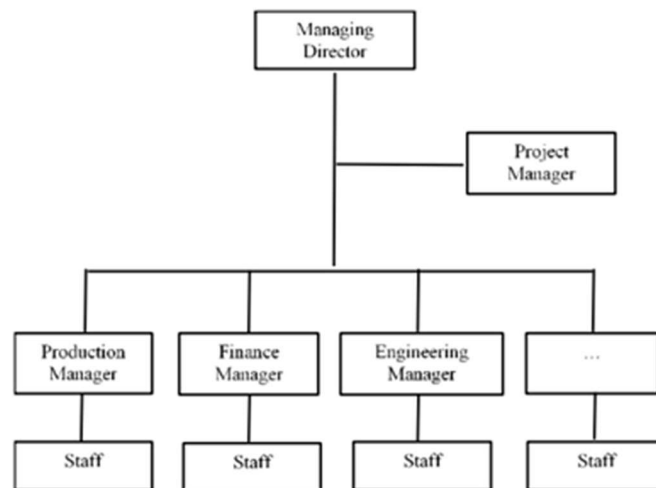 Managing
Director
Project
Manager
Production
Manager
Finance
Manager
Engineering
Manager
...
Staff
Staff
Staff
Staff